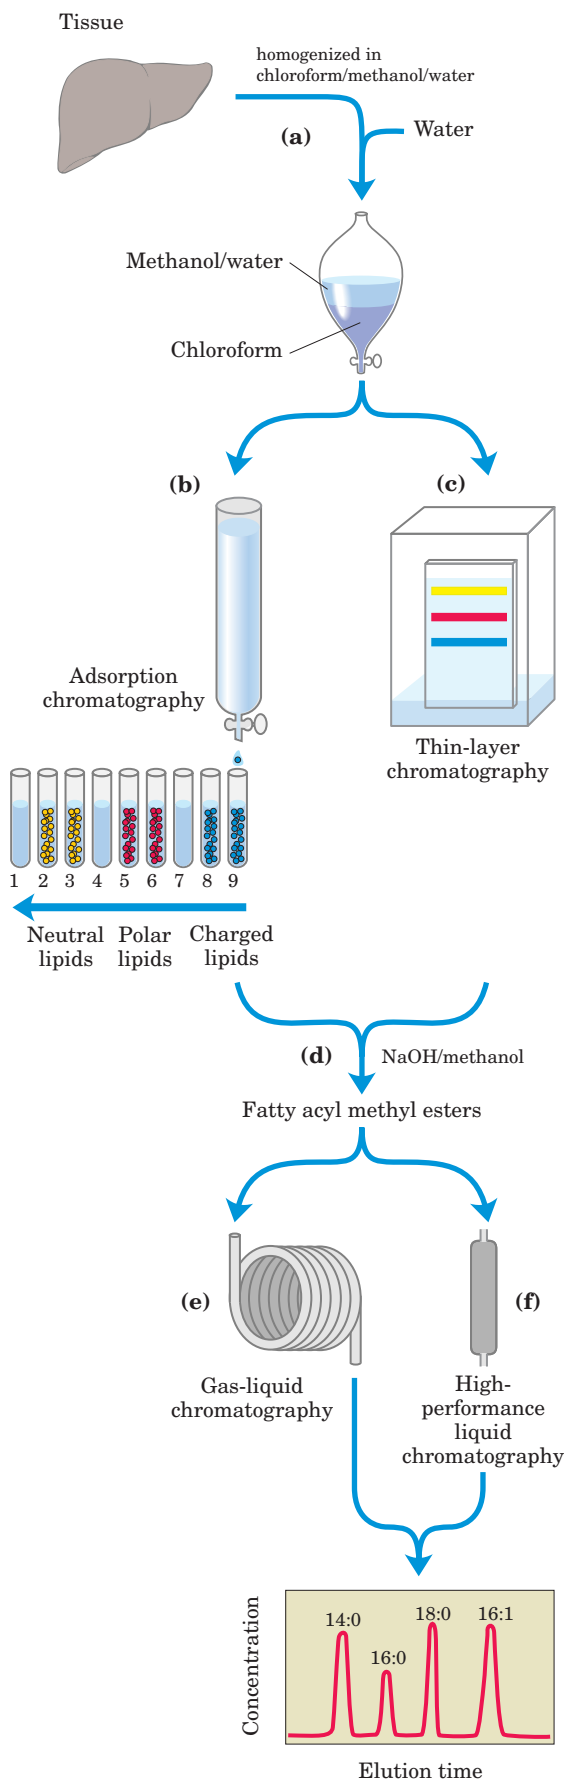 Tissue
homogenized in
chloroform/methanol/water
(a)
Water
Methanol/water
Chloroform
(b)
(c)
Adsorption
chromatography
Thin-layer
chromatography
1 2 3 4 5 6 7 8 9
Neutral
lipids
Polar
lipids
Charged
lipids
(d)
NaOH/methanol
Fatty acyl methyl esters
(e)
(f)
Gas-liquid
chromatography
High-
performance
liquid
chromatography
Concentration
14:0
16:0
18:0
16:1
Elution time